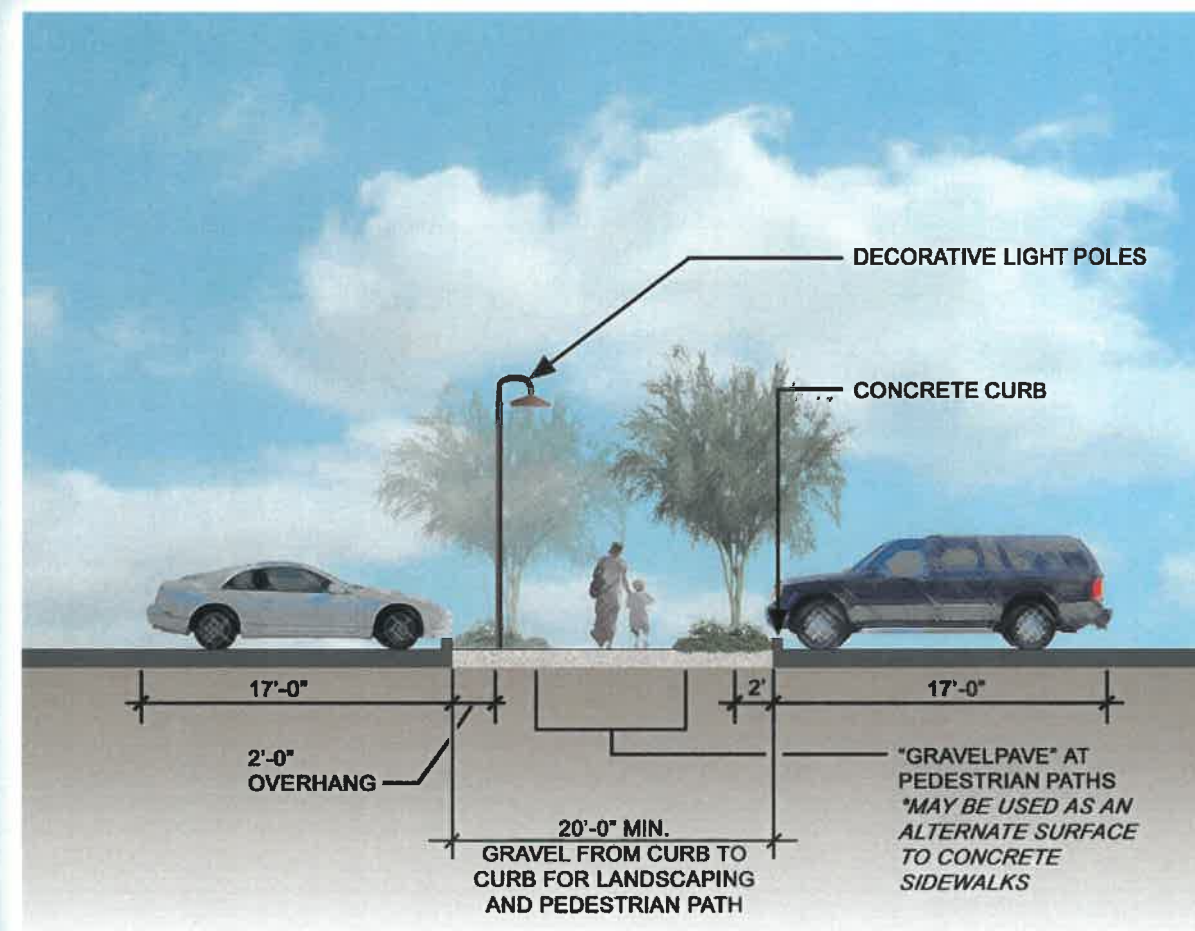 DECORATIVE LIGHT POLES
CONCRETE CURB
17'-0"
2'
17'-0"
2'-0"
OVERHANG
"GRAVELPAVE" AT
PEDESTRIAN PATHS
*MAY BE USED AS AN
ALTERNATE SURFACE
TO CONCRETE
SIDEWALKS
20'-0" MIN.
GRAVEL FROM CURB TO
CURB FOR LANDSCAPING
AND PEDESTRIAN PATH